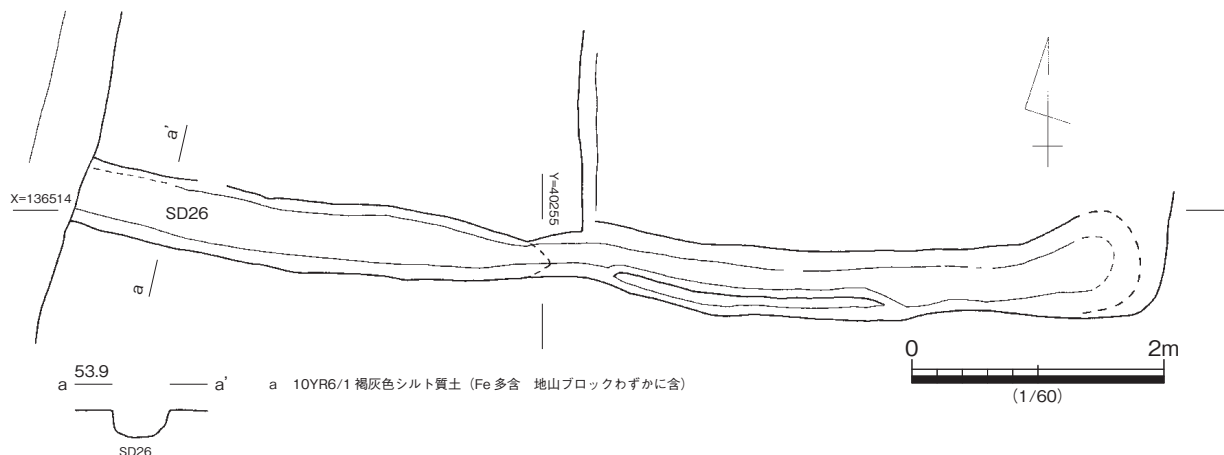 a'
X=136514
SD26
Y=40255
a
0 2m
(1/60)
53.9
a a'
a 10YR6/1 褐灰色シルト質土（Fe 多含　地山ブロックわずかに含）
SD26